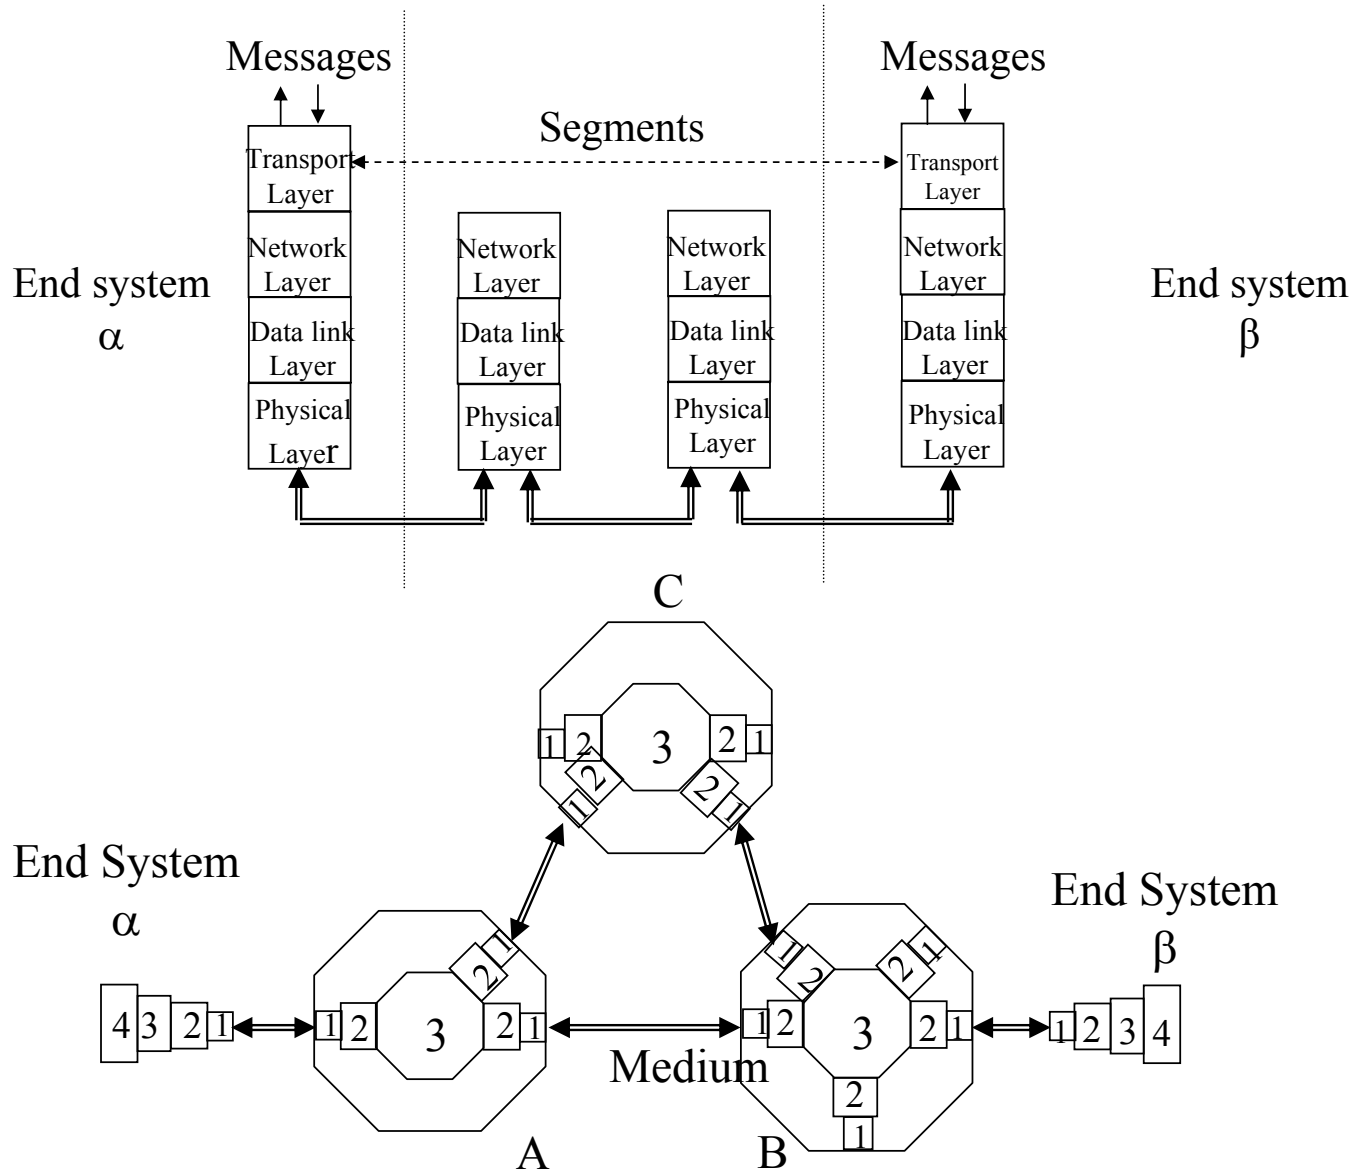 Messages
Messages
Segments
Transport
Layer
Network
Layer
Data link
Layer
Physical
Layer
Network
Layer
Data link
Layer
Physical
Layer
Network
Layer
Data link
Layer
Physical
Layer
Transport
Layer
Network
Layer
Data link
Layer
Physical
Layer
End system
α
End system
β
C
1 2 3 2 1
2 2
1 1
End System
α
End System
β
1 1 1
2 2 2
4 3 2 1 1 2 3 2 1 1 2 3 2 1 1 2 3 4
Medium
2
1
A B